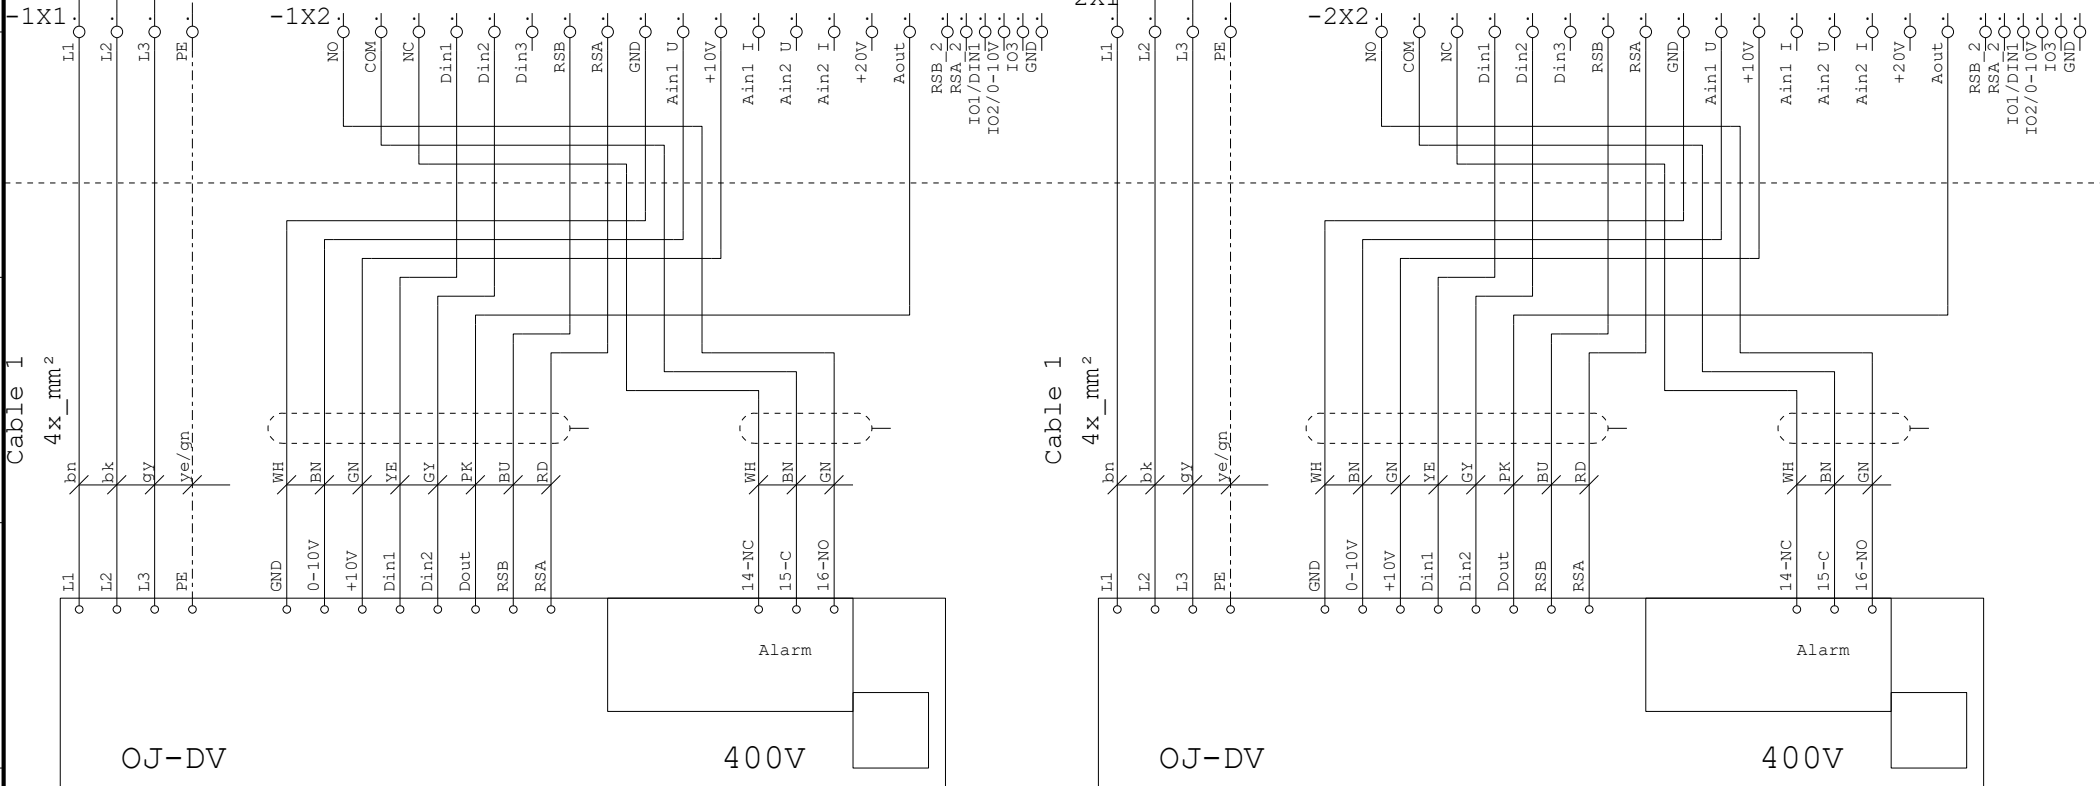 -1X1
L1
L2
L3
PE
-1X2
NO
COM
NC
Din1
Din2
Din3
RSB
RSA
GND
Ain1 U
+10V
Ain1 I
Ain2 U
Ain2 I
+20V
Aout
RSB_2
RSA_2
IO1/DIN1
IO2/0-10V
IO3
GND
2X1
L1
L2
L3
PE
-2X2
NO
COM
NC
Din1
Din2
Din3
RSB
RSA
GND
Ain1 U
+10V
Ain1 I
Ain2 U
Ain2 I
+20V
Aout
RSB_2
RSA_2
IO1/DIN1
IO2/0-10V
IO3
GND
Cable 1
4x_mm²
bn
bk
gy
ye/gn
WH
BN
GN
YE
GY
PK
BU
RD
WH
BN
GN
Cable 1
4x_mm²
bn
bk
gy
ye/gn
WH
BN
GN
YE
GY
PK
BU
RD
WH
BN
GN
L1
L2
L3
PE
GND
0-10V
+10V
Din1
Din2
Dout
RSB
RSA
14-NC
15-C
16-NO
L1
L2
L3
PE
GND
0-10V
+10V
Din1
Din2
Dout
RSB
RSA
14-NC
15-C
16-NO
Alarm
Alarm
OJ-DV
400V
OJ-DV
400V